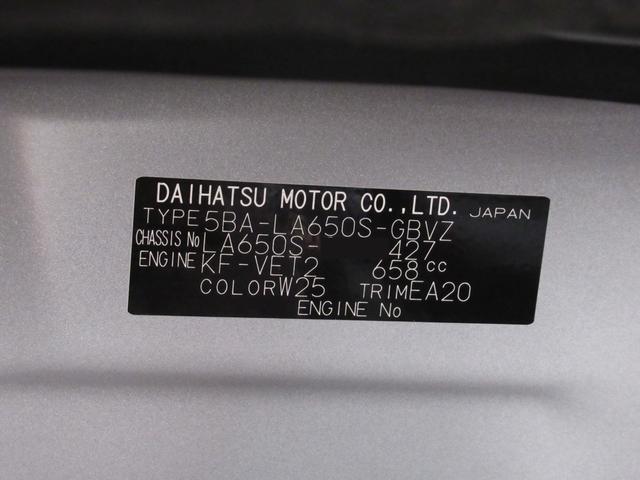 DAIHATSU MOTOR CO.,LTD. JAPAN
TYPE 5BA-LA650S-GBVZ
CHASSIS No LA650S- 427
ENGINE KF-VET2 658 cc
COLOR W25 TRIM EA20
ENGINE No